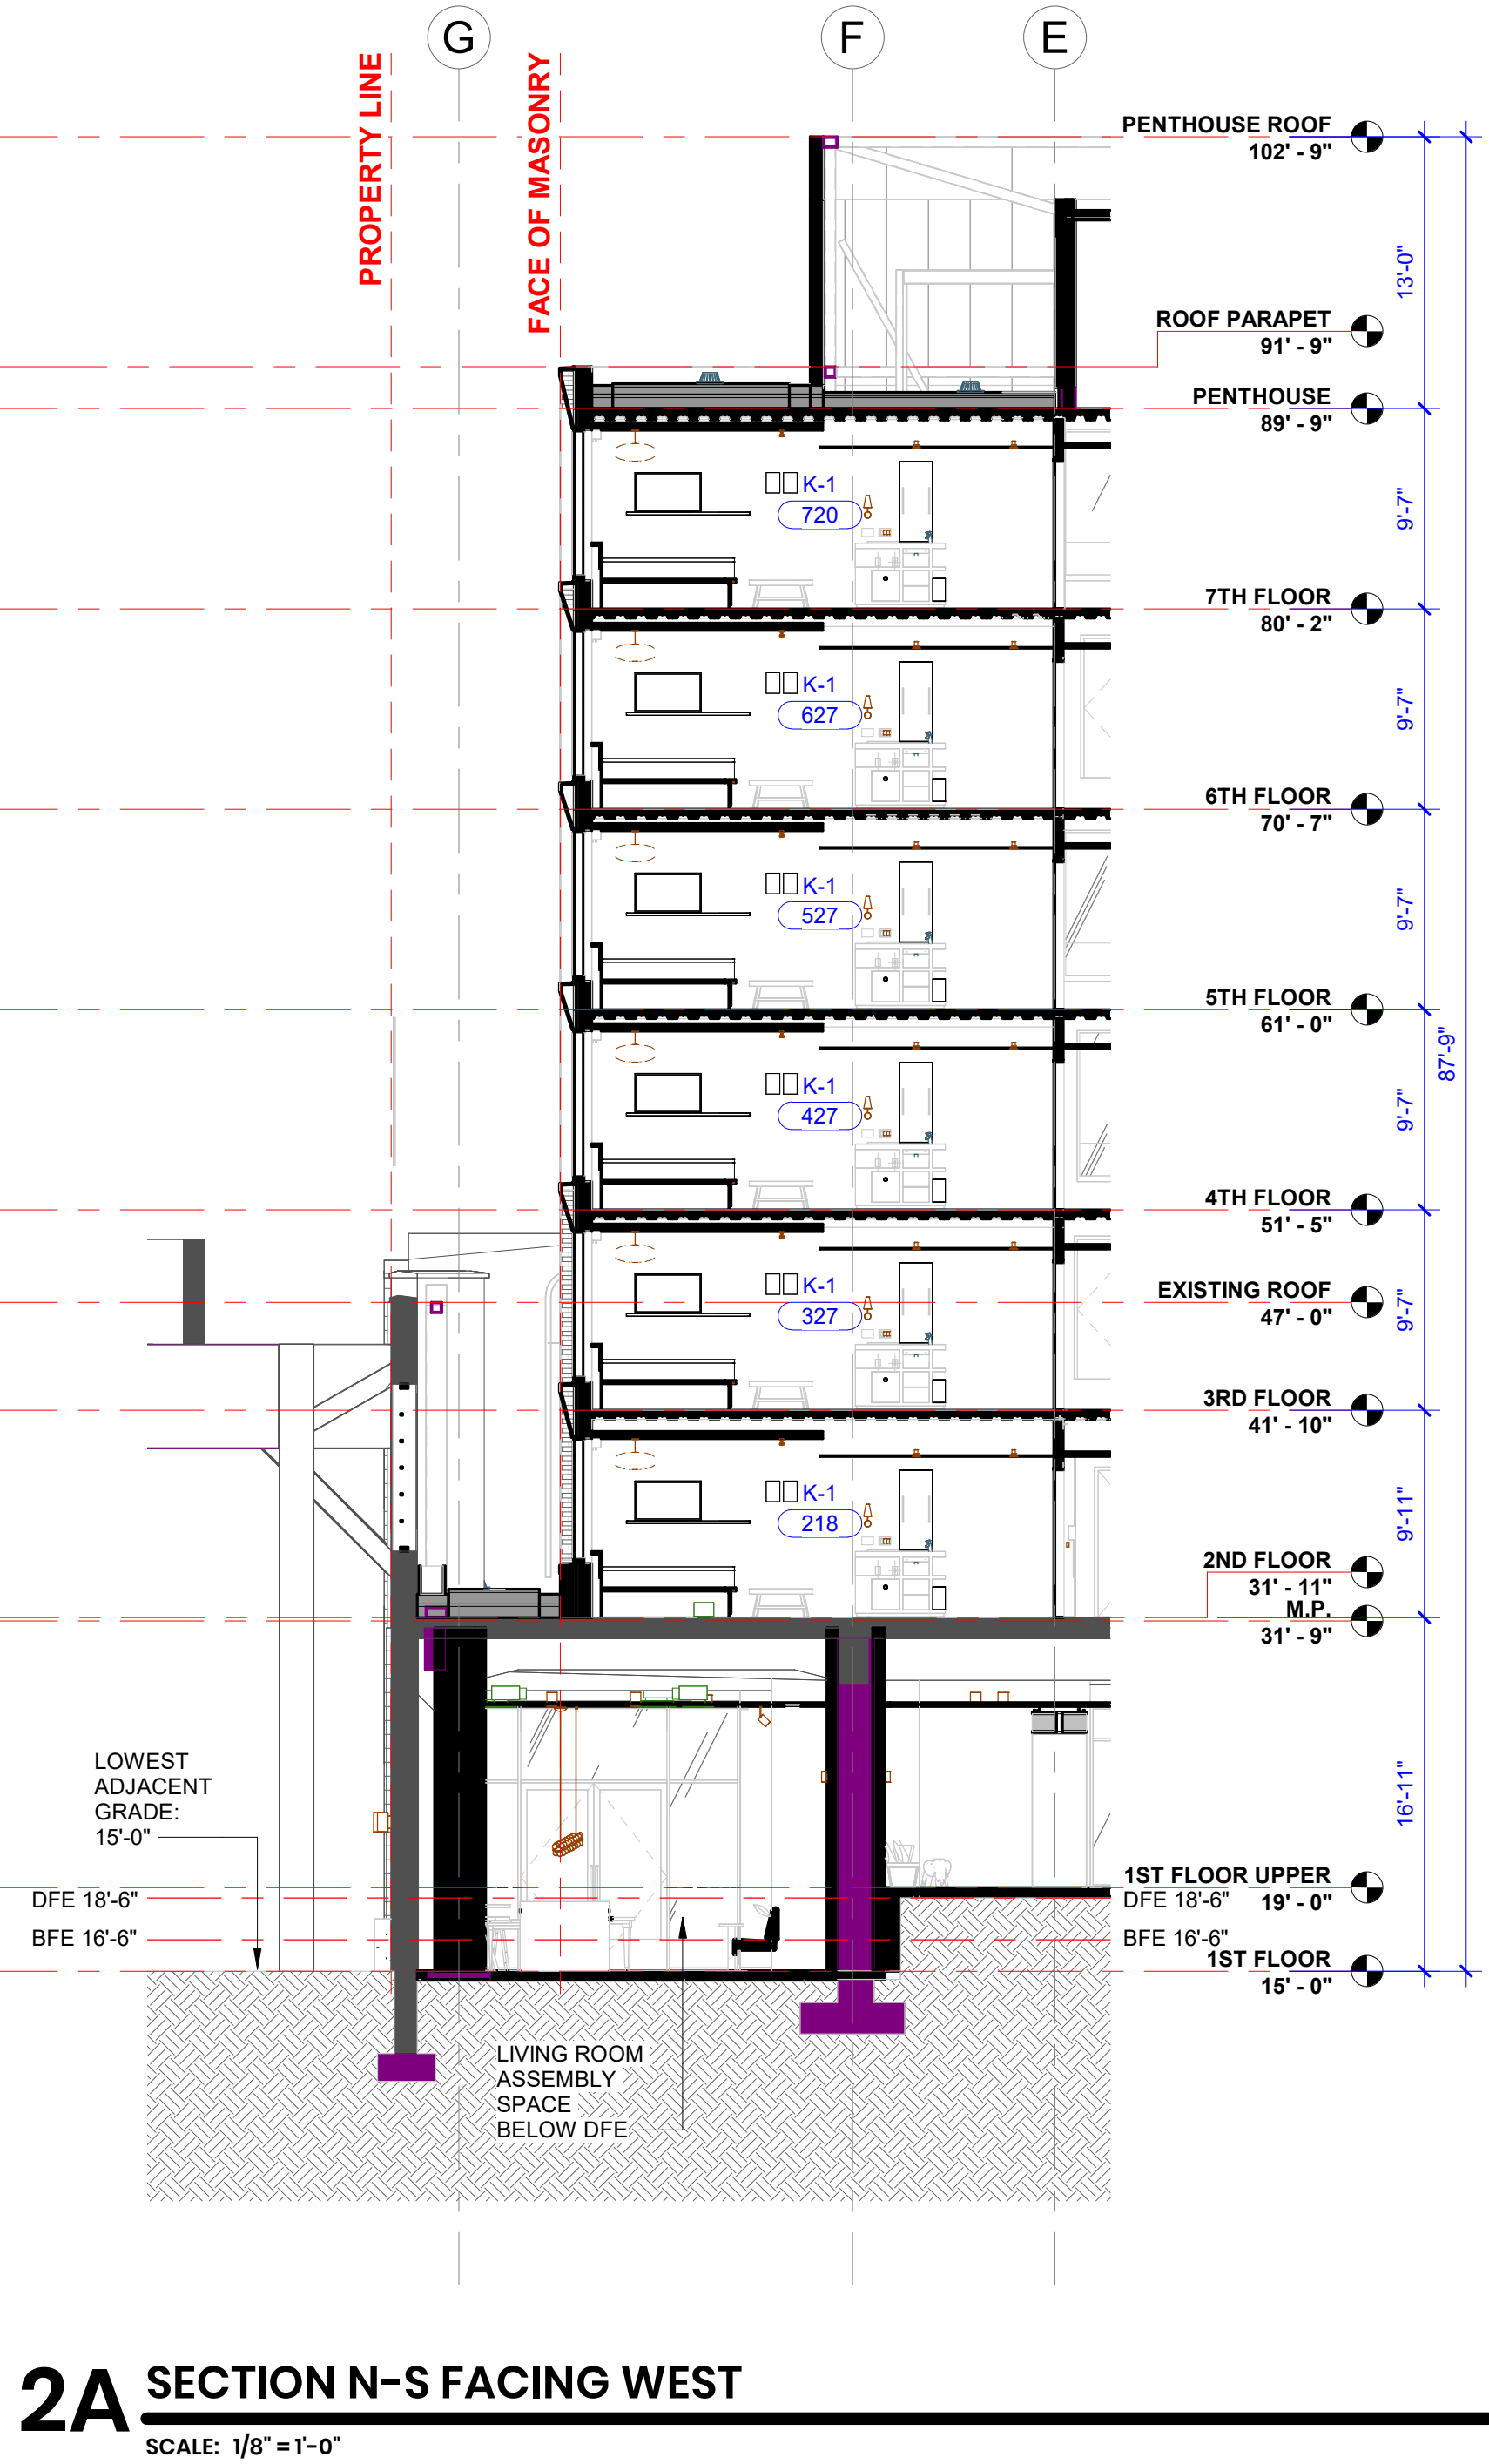 G
F
E
PROPERTY LINE
FACE OF MASONRY
PENTHOUSE ROOF
102' - 9"
13'-0"
ROOF PARAPET
91' - 9"
PENTHOUSE
89' - 9"
K-1
720
9'-7"
7TH FLOOR
80' - 2"
K-1
627
9'-7"
6TH FLOOR
70' - 7"
K-1
527
9'-7"
5TH FLOOR
61' - 0"
87'-9"
K-1
427
9'-7"
4TH FLOOR
51' - 5"
EXISTING ROOF
47' - 0"
K-1
327
9'-7"
3RD FLOOR
41' - 10"
K-1
218
9'-11"
2ND FLOOR
31' - 11"
M.P.
31' - 9"
LOWEST
ADJACENT
GRADE:
15'-0"
16'-11"
1ST FLOOR UPPER
19' - 0"
DFE 18'-6"
DFE 18'-6"
BFE 16'-6"
BFE 16'-6"
1ST FLOOR
15' - 0"
LIVING ROOM
ASSEMBLY
SPACE
BELOW DFE
2A
SECTION N-S FACING WEST
SCALE: 1/8" = 1'-0"